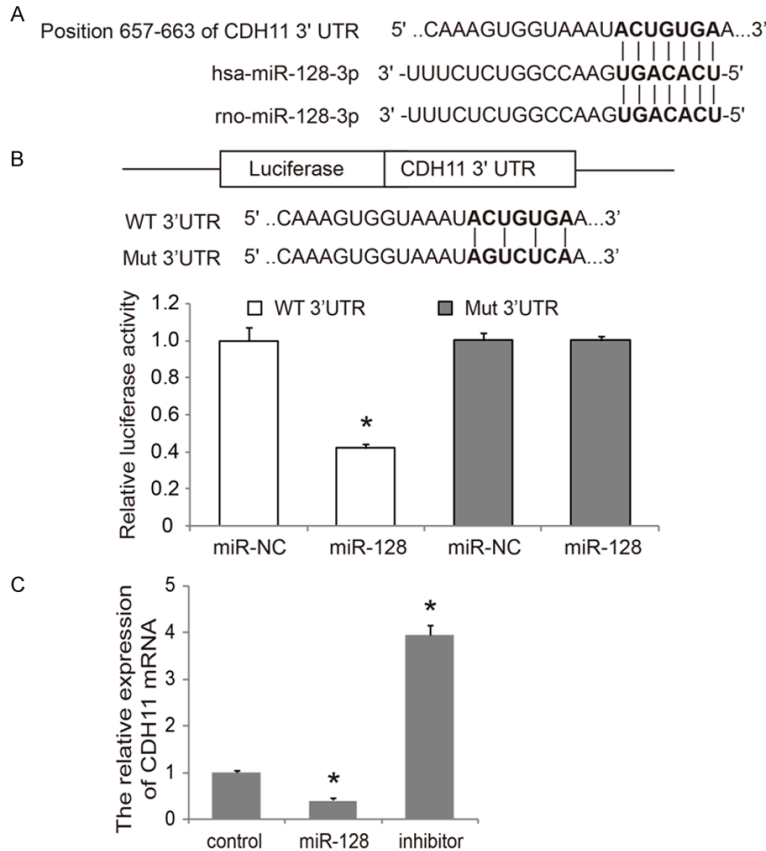 A
Position 657-663 of CDH11 3' UTR 5' ..CAAAGUGGUAAAUACUGUGAA...3’
hsa-miR-128-3p 3' -UUUCUCUGGCCAAGUGACACU-5'
rno-miR-128-3p 3' -UUUCUCUGGCCAAGUGACACU-5'
B
Luciferase CDH11 3' UTR
WT 3’UTR 5' ..CAAAGUGGUAAAUACUGUGAA...3’
Mut 3’UTR 5' ..CAAAGUGGUAAAUAGUCUCAA...3’
WT 3’UTR Mut 3’UTR
Relative luciferase activity
1.2
1.0
0.8
0.6
0.4
0.2
0
*
miR-NC miR-128 miR-NC miR-128
C
The relative expression
of CDH11 mRNA
5
4
3
2
1
0
*
*
control miR-128 inhibitor